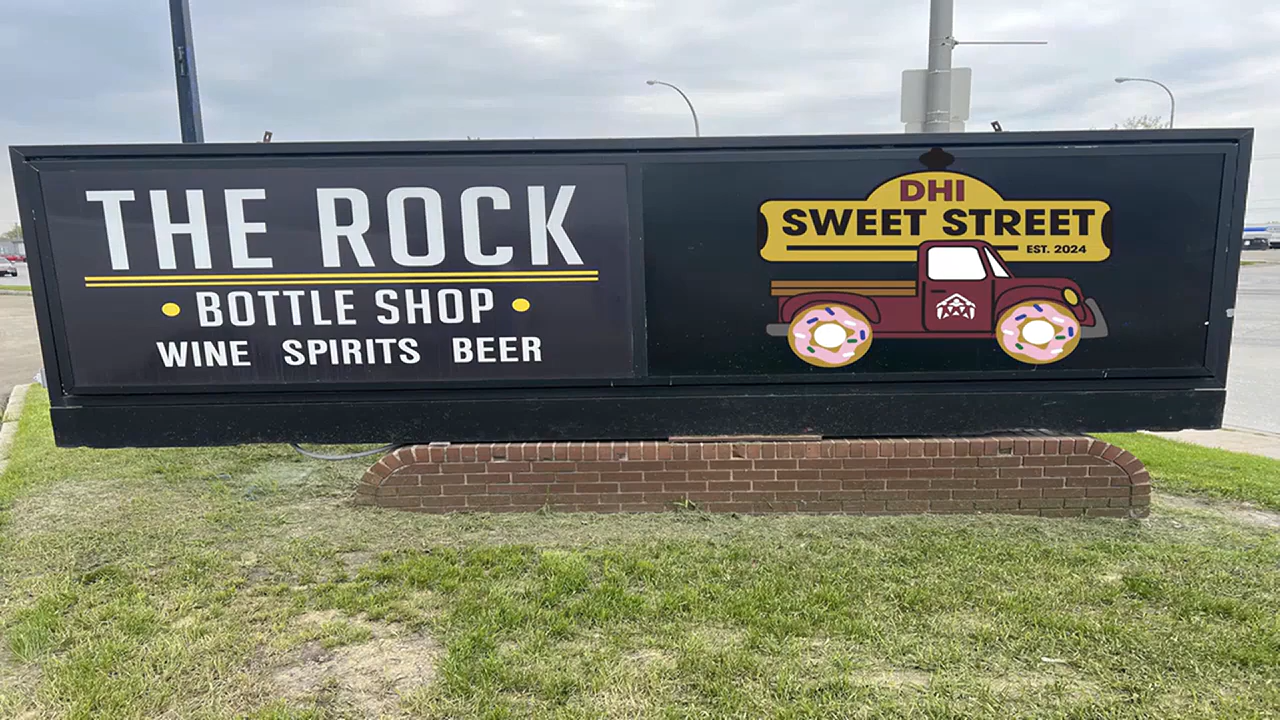 THE ROCK
BOTTLE SHOP
WINE SPIRITS BEER
DHI
SWEET STREET
EST. 2024